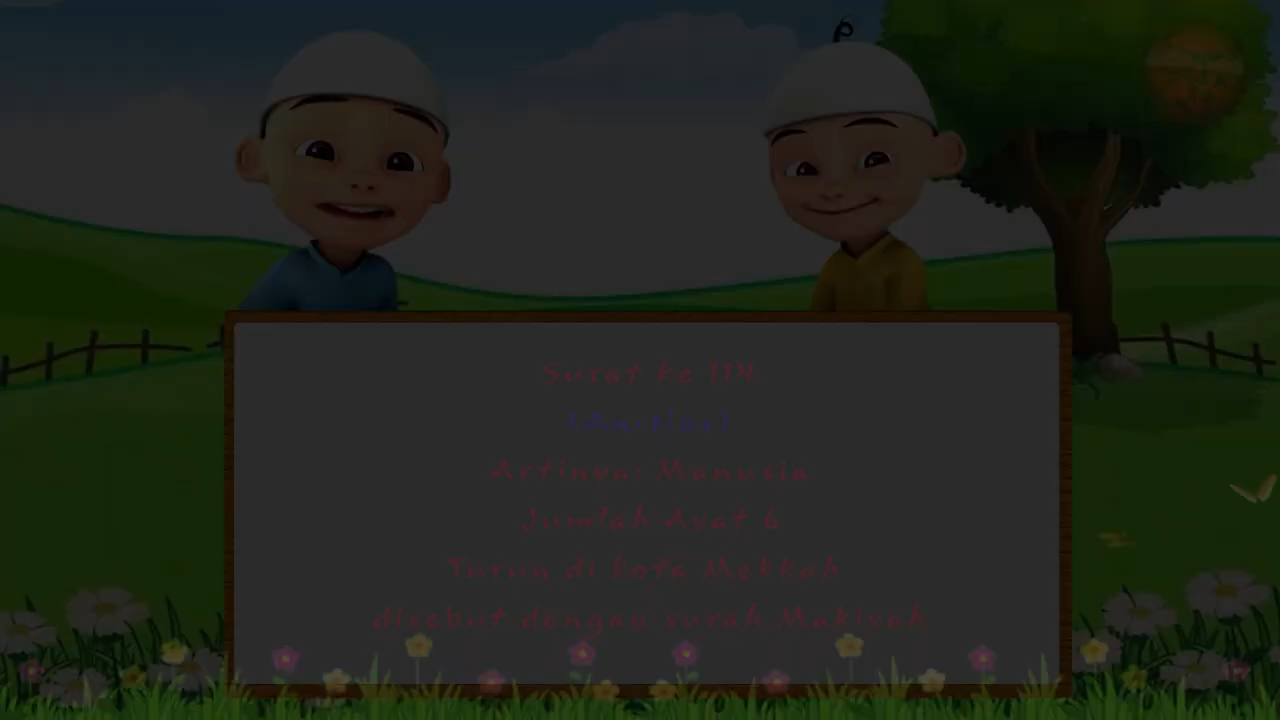 Surat ke 114
(An-Nas)
Artinya: Manusia
Jumlah Ayat 6
Turun di kota Mekkah
disebut dengan surah Makiyah